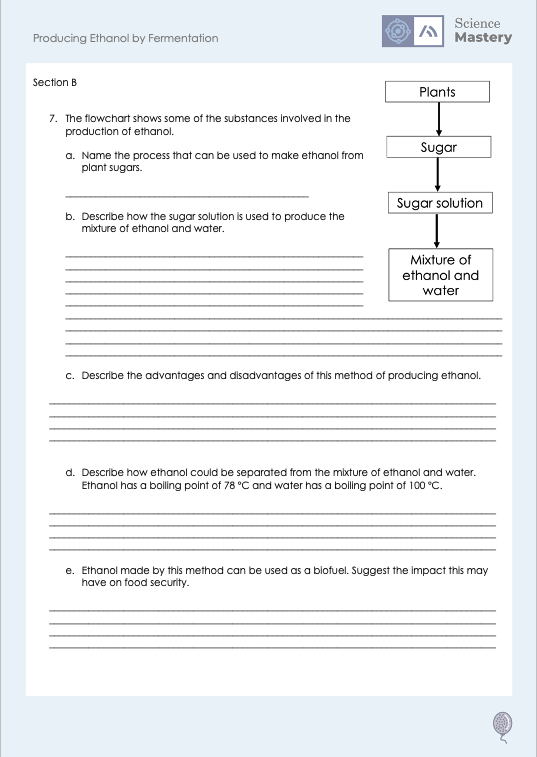 Producing Ethanol by Fermentation
Science
Mastery
Section B
7. The flowchart shows some of the substances involved in the
production of ethanol.
a. Name the process that can be used to make ethanol from
plant sugars.
b. Describe how the sugar solution is used to produce the
mixture of ethanol and water.
Plants
Sugar
Sugar solution
Mixture of
ethanol and
water
c. Describe the advantages and disadvantages of this method of producing ethanol.
d. Describe how ethanol could be separated from the mixture of ethanol and water.
Ethanol has a boiling point of 78 °C and water has a boiling point of 100 °C.
e. Ethanol made by this method can be used as a biofuel. Suggest the impact this may
have on food security.